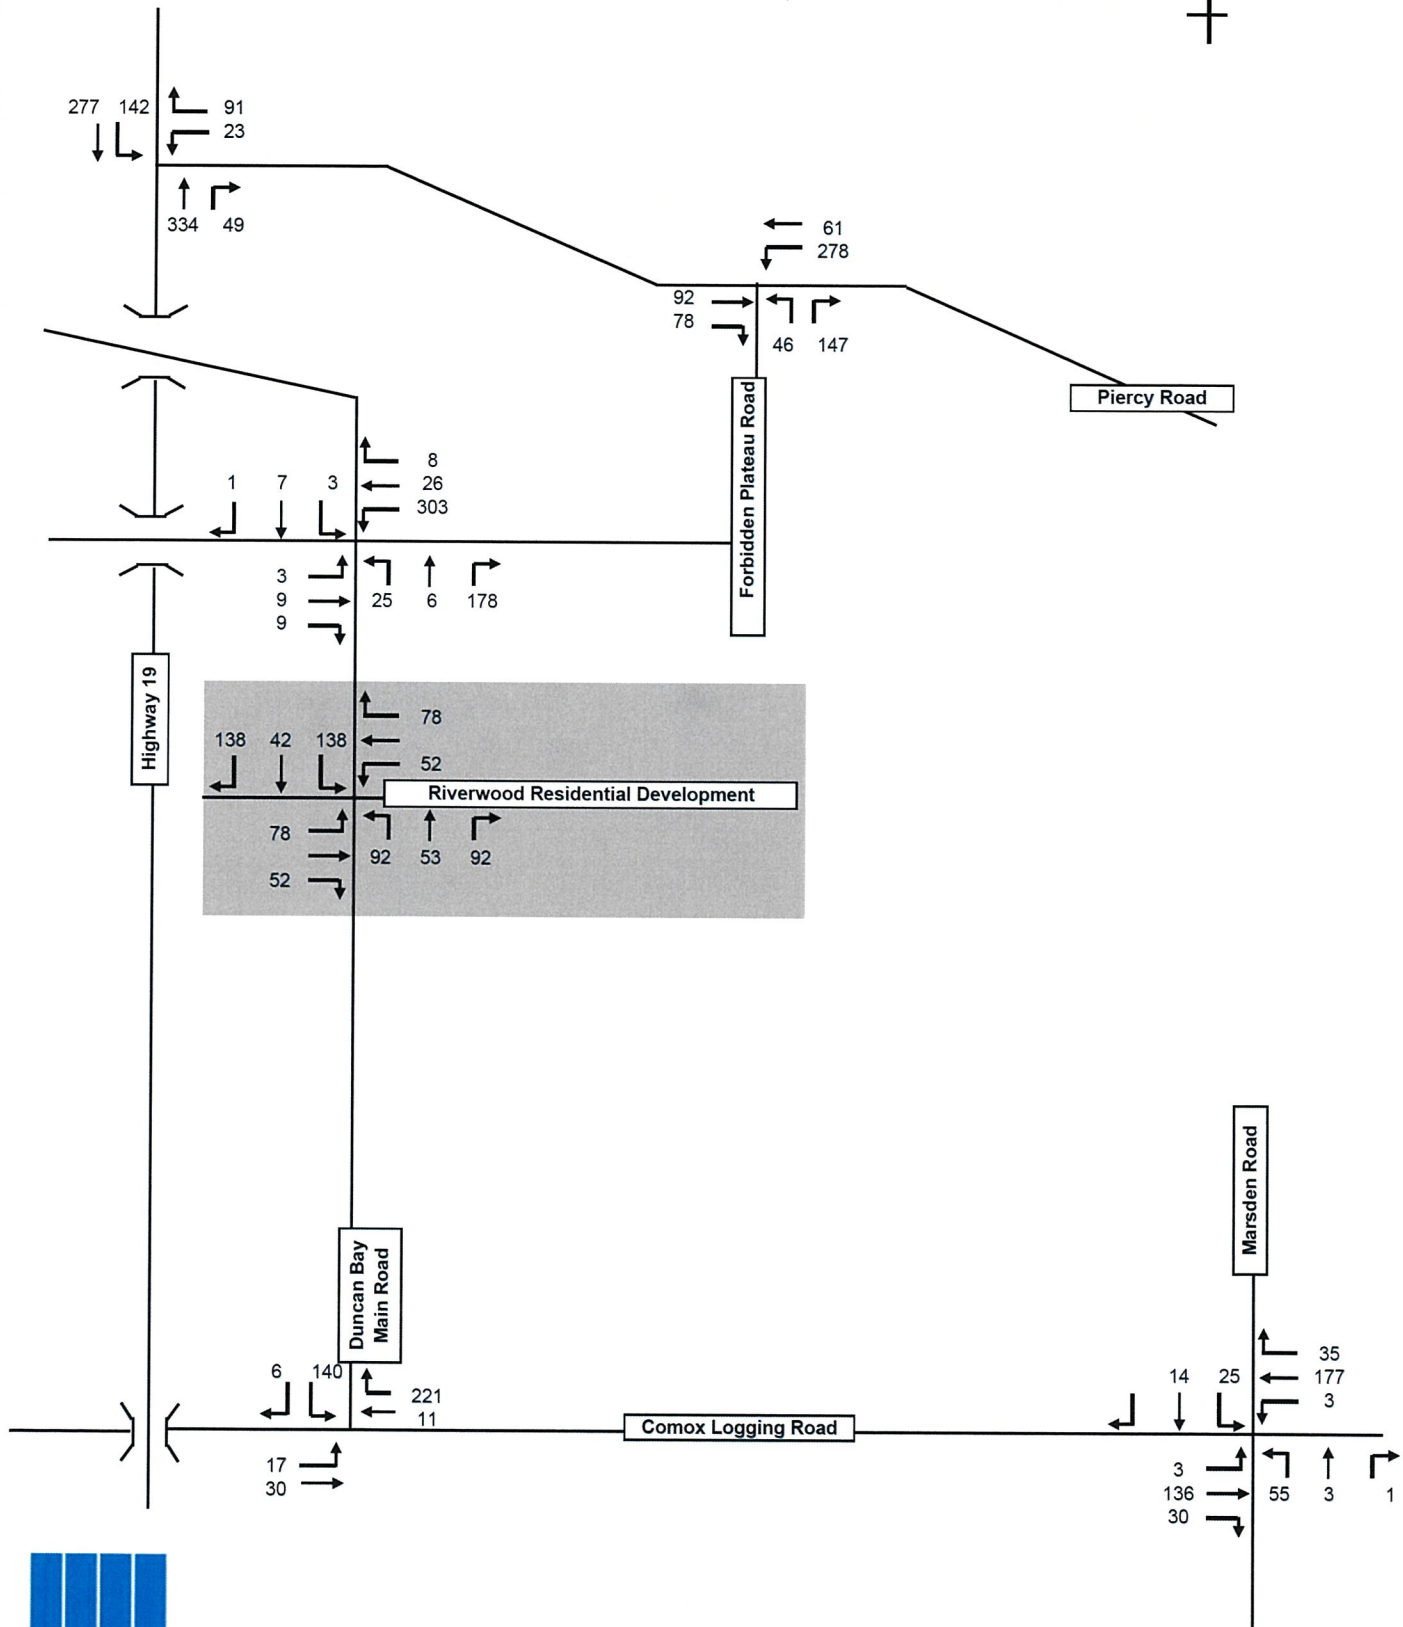 277 142 91
23
334 49
61
278
92
78
46 147
Piercy Road
Forbidden Plateau Road
8
1 7 3 26
303
3
9 25 6 178
9
Highway 19
78
138 42 138
52
Riverwood Residential Development
78
92 53 92
52
Marsden Road
Duncan Bay
Main Road
6 140
221
11
Comox Logging Road
17
30
35
14 25 177
3
3
136 55 3 1
30